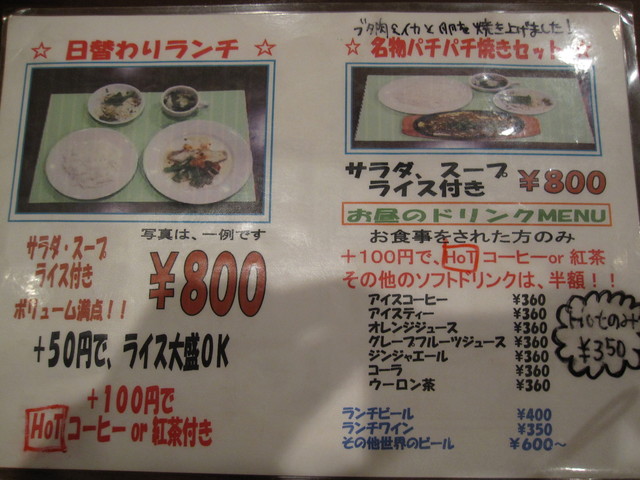 ☆ 日替わりランチ ☆
写真は、一例です
サラダ・スープ
ライス付き
ボリューム満点！！
¥800
+50円で、ライス大盛OK
+100円で
HoT コーヒー or 紅茶付き
を焼き上げました！
☆ 名物パチパチ焼きセット ☆
サラダ、スープ
ライス付き ¥800
お昼のドリンクMENU
お食事をされた方のみ
+100円で、HoT コーヒーor 紅茶
その他のソフトドリンクは、半額！！
アイスコーヒー ¥360
アイスティー ¥360
オレンジジュース ¥360
グレープフルーツジュース ¥360
ジンジャエール ¥360
コーラ ¥360
ウーロン茶 ¥360
Hotのみ
¥350
ランチビール ¥400
ランチワイン ¥350
その他世界のビール ¥600～